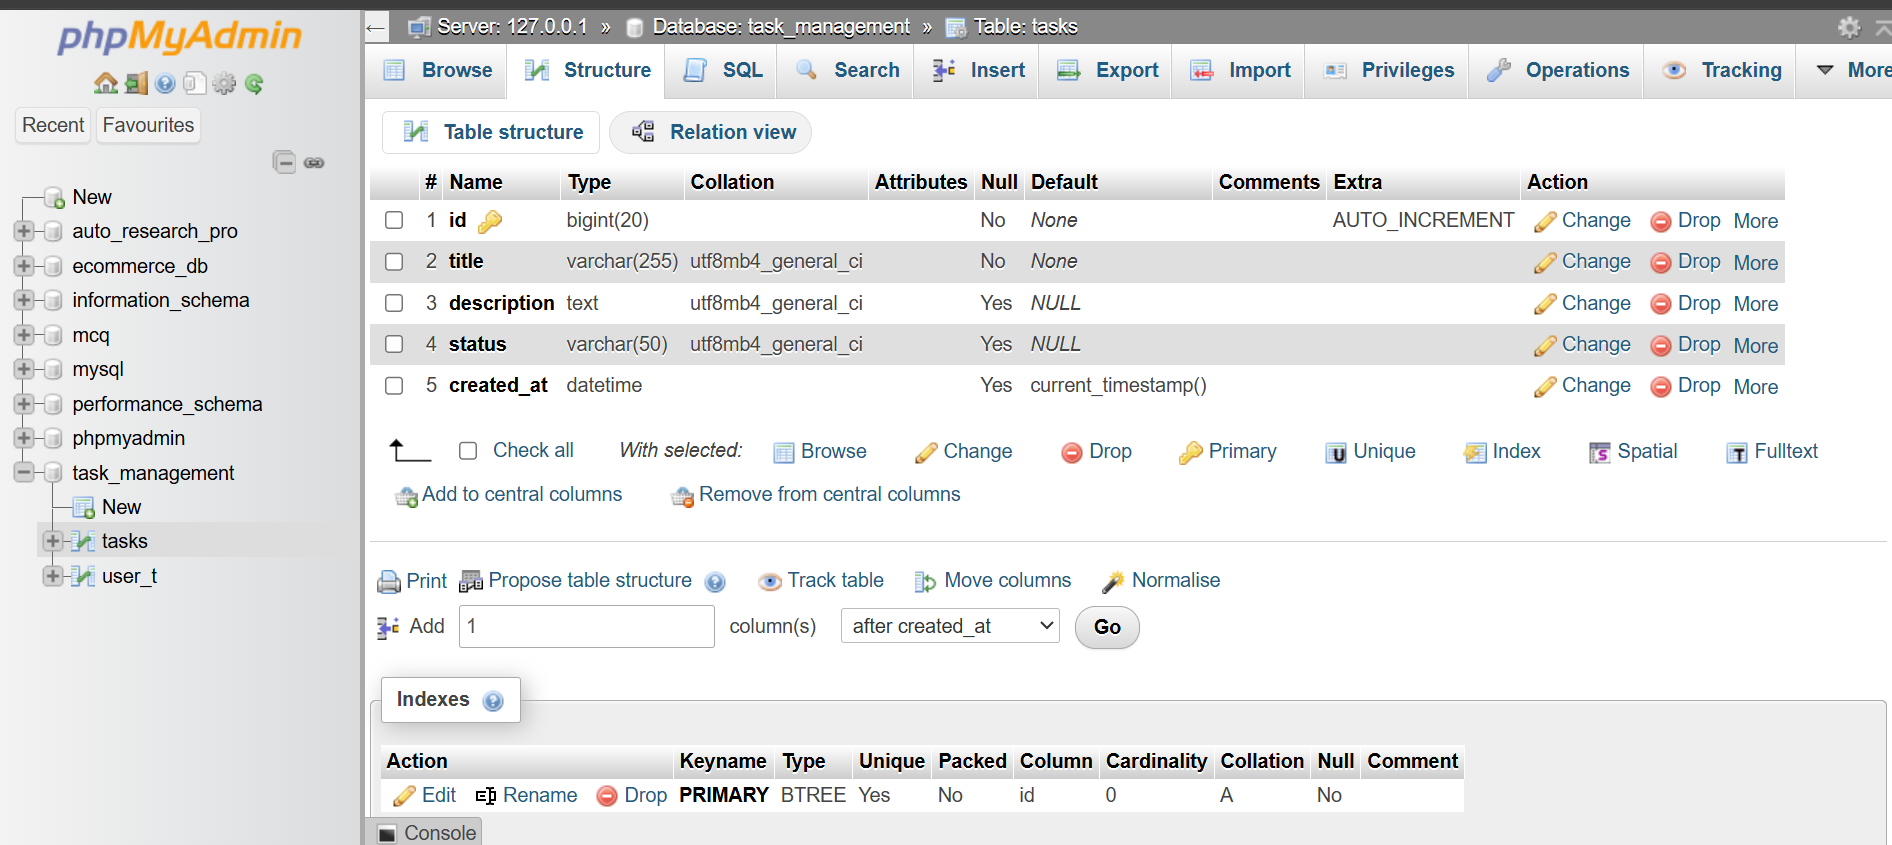 phpMyAdmin
Recent Favourites
New
auto_research_pro
ecommerce_db
information_schema
mcq
mysql
performance_schema
phpmyadmin
task_management
New
tasks
user_t
Server: 127.0.0.1 » Database: task_management » Table: tasks
Browse Structure SQL Search Insert Export Import Privileges Operations Tracking More
Table structure Relation view
# Name Type Collation Attributes Null Default Comments Extra Action
1 id bigint(20) No None AUTO_INCREMENT Change Drop More
2 title varchar(255) utf8mb4_general_ci No None Change Drop More
3 description text utf8mb4_general_ci Yes NULL Change Drop More
4 status varchar(50) utf8mb4_general_ci Yes NULL Change Drop More
5 created_at datetime Yes current_timestamp() Change Drop More
Check all With selected: Browse Change Drop Primary Unique Index Spatial Fulltext
Add to central columns Remove from central columns
Print Propose table structure Track table Move columns Normalise
Add 1 column(s) after created_at Go
Indexes
Action Keyname Type Unique Packed Column Cardinality Collation Null Comment
Edit Rename Drop PRIMARY BTREE Yes No id 0 A No
Console